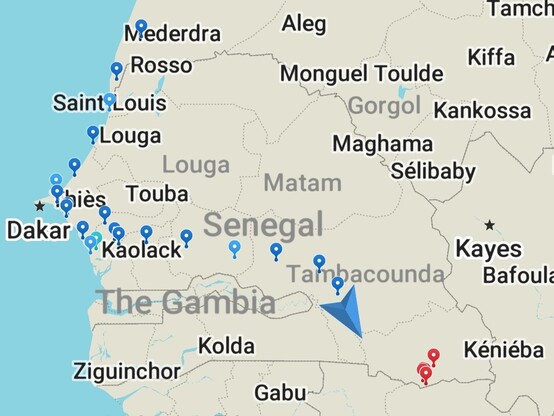 Tamch
Aleg
Mederdra
Kiffa
Rosso
Monguel Toulde
Saint Louis
Gorgol
Kankossa
Louga
Maghama
Louga
Sélibaby
Touba
Matam
hiès
Senegal
Dakar
Kaolack
Kayes
Tambacounda
Bafoula
The Gambia
Kolda
Kéniéba
Ziguinchor
Gabu